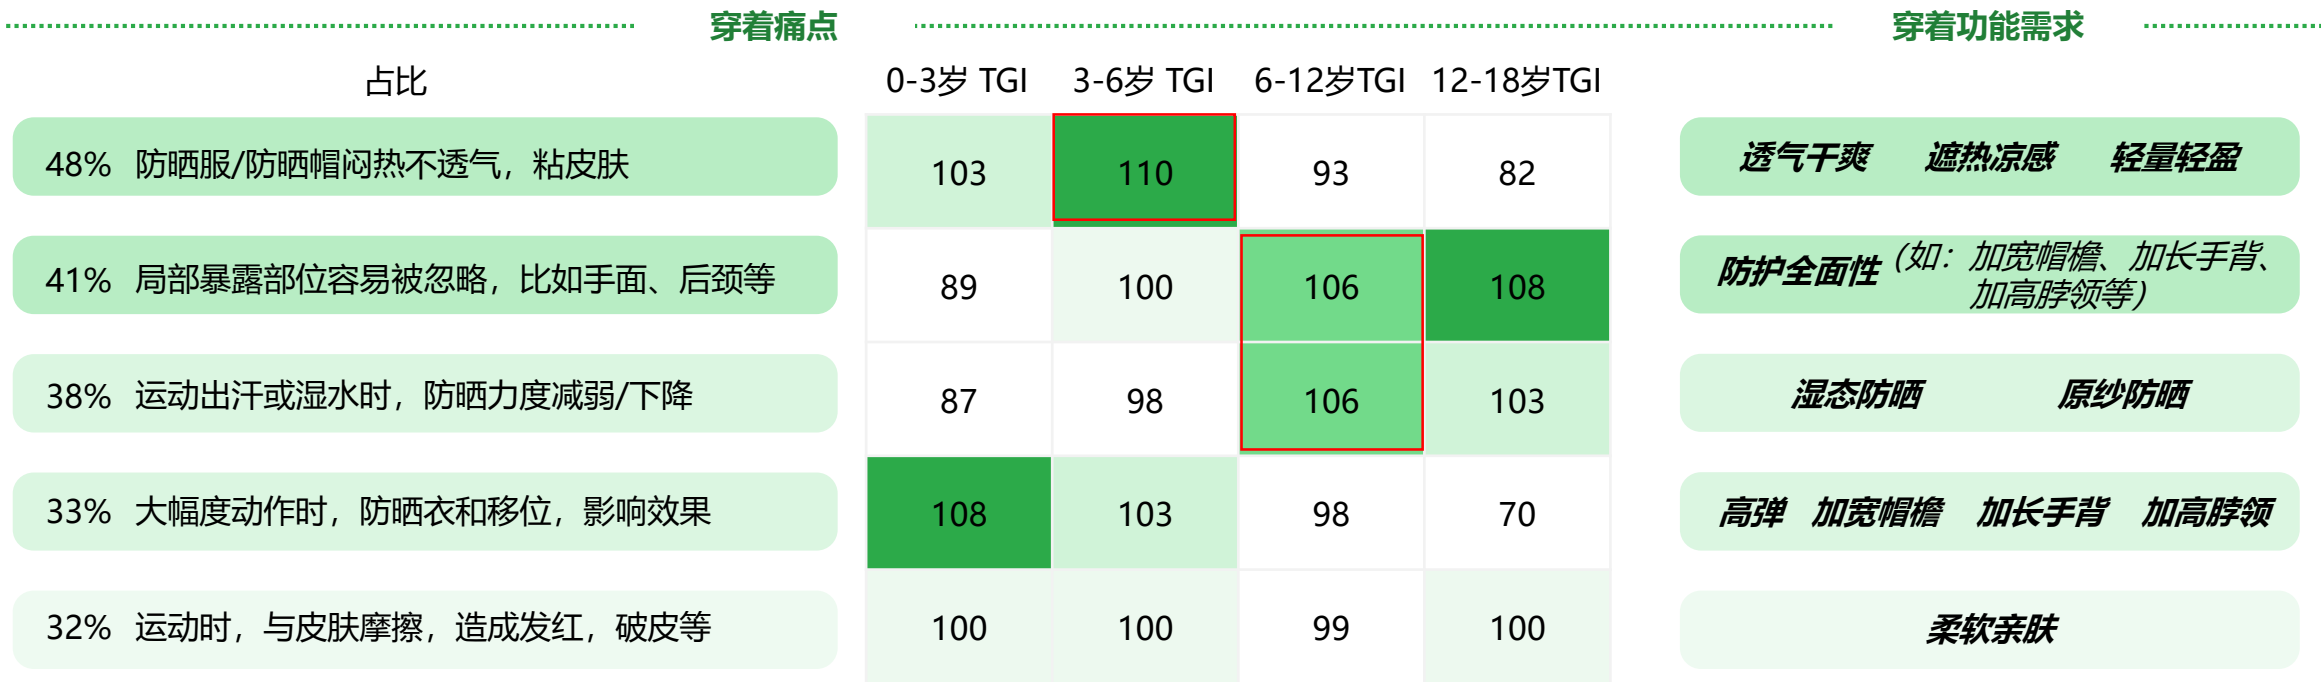 穿着痛点 穿着功能需求
占比 0-3岁 TGI 3-6岁 TGI 6-12岁TGI 12-18岁TGI
48% 防晒服/防晒帽闷热不透气，粘皮肤 103 110 93 82 透气干爽 遮热凉感 轻量轻盈
41% 局部暴露部位容易被忽略，比如手面、后颈等 89 100 106 108 防护全面性（如：加宽帽檐、加长手背、
加高脖领等）
38% 运动出汗或湿水时，防晒力度减弱/下降 87 98 106 103 湿态防晒 原纱防晒
33% 大幅度动作时，防晒衣和移位，影响效果 108 103 98 70 高弹 加宽帽檐 加长手背 加高脖领
32% 运动时，与皮肤摩擦，造成发红，破皮等 100 100 99 100 柔软亲肤